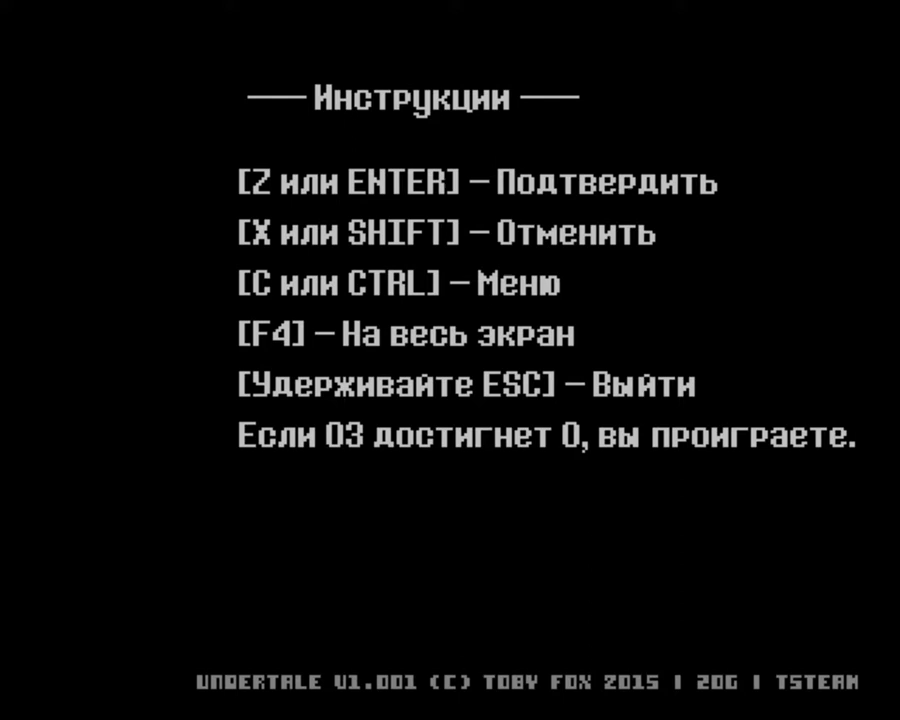 —— Инструкции ——
[Z или ENTER] – Подтвердить
[X или SHIFT] – Отменить
[C или CTRL] – Меню
[F4] – На весь экран
[Удерживайте ESC] – Выйти
Если ОЗ достигнет 0, вы проиграете.
UNDERTALE V1.001 (C) TOBY FOX 2015 | ZOG | TSTEAM